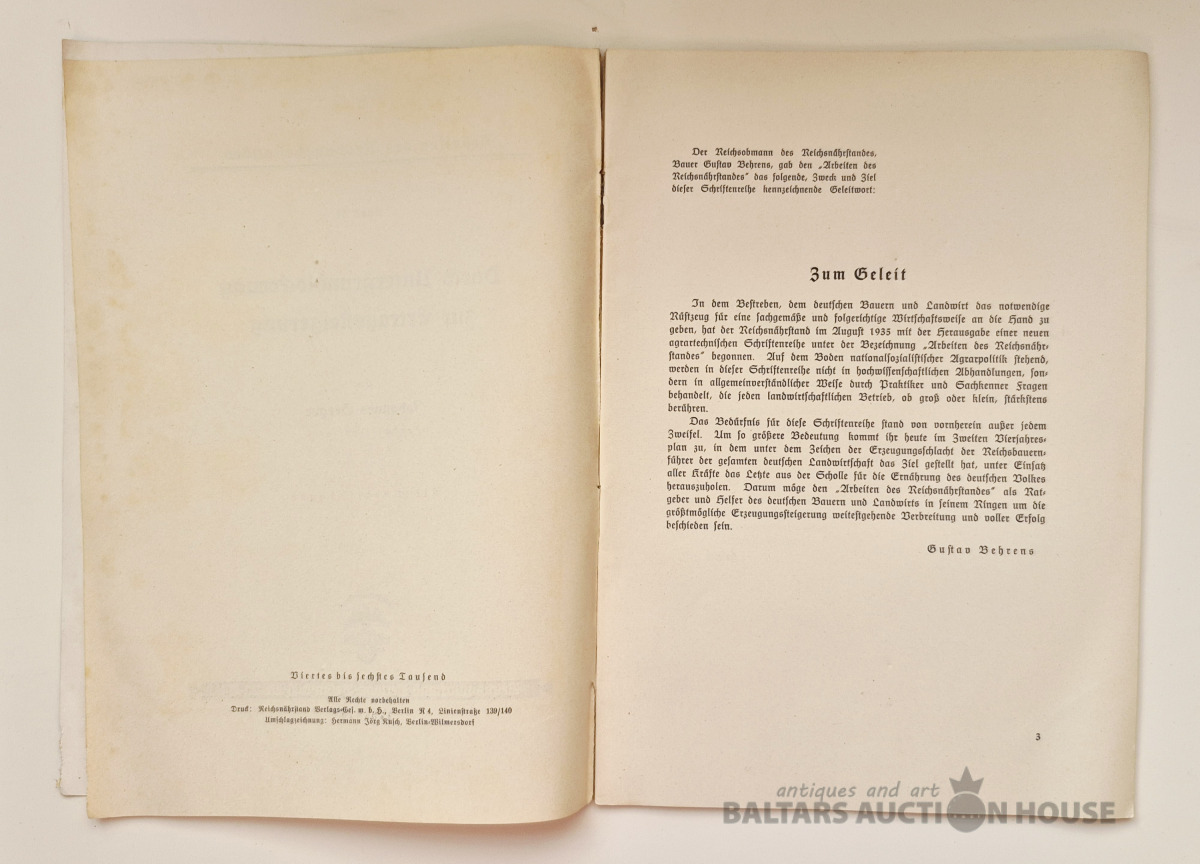 Viertes bis sechstes Tausend
Alle Rechte vorbehalten
Druck: Reichsnährstand Verlags-Ges. m. b. H., Berlin N 4, Linienstraße 139/140
Umschlagzeichnung: Hermann Jörg Rusch, Berlin-Wilmersdorf
Der Reichsobmann des Reichsnährstandes,
Bauer Gustav Behrens, gab den „Arbeiten des
Reichsnährstandes" das folgende, Zweck und Ziel
dieser Schriftenreihe kennzeichnende Geleitwort:
Zum Geleit
In dem Bestreben, dem deutschen Bauern und Landwirt das notwendige
Rüstzeug für eine sachgemäße und folgerichtige Wirtschaftsweise an die Hand zu
geben, hat der Reichsnährstand im August 1935 mit der Herausgabe einer neuen
agrartechnischen Schriftenreihe unter der Bezeichnung „Arbeiten des Reichsnähr-
standes" begonnen. Auf dem Boden nationalsozialistischer Agrarpolitik stehend,
werden in dieser Schriftenreihe nicht in hochwissenschaftlichen Abhandlungen, son-
dern in allgemeinverständlicher Weise durch Praktiker und Sachkenner Fragen
behandelt, die jeden landwirtschaftlichen Betrieb, ob groß oder klein, stärkstens
berühren.
Das Bedürfnis für diese Schriftenreihe stand von vornherein außer jedem
Zweifel. Um so größere Bedeutung kommt ihr heute im Zweiten Vierjahres-
plan zu, in dem unter dem Zeichen der Erzeugungsschlacht der Reichsbauern-
führer der gesamten deutschen Landwirtschaft das Ziel gestellt hat, unter Einsatz
aller Kräfte das Letzte aus der Scholle für die Ernährung des deutschen Volkes
herauszuholen. Darum möge den „Arbeiten des Reichsnährstandes" als Rat-
geber und Helfer des deutschen Bauern und Landwirts in seinem Ringen um die
größtmögliche Erzeugungssteigerung weitestgehende Verbreitung und voller Erfolg
beschieden sein.
Gustav Behrens
3
antiques and art
BALTARS AUCTION HOUSE